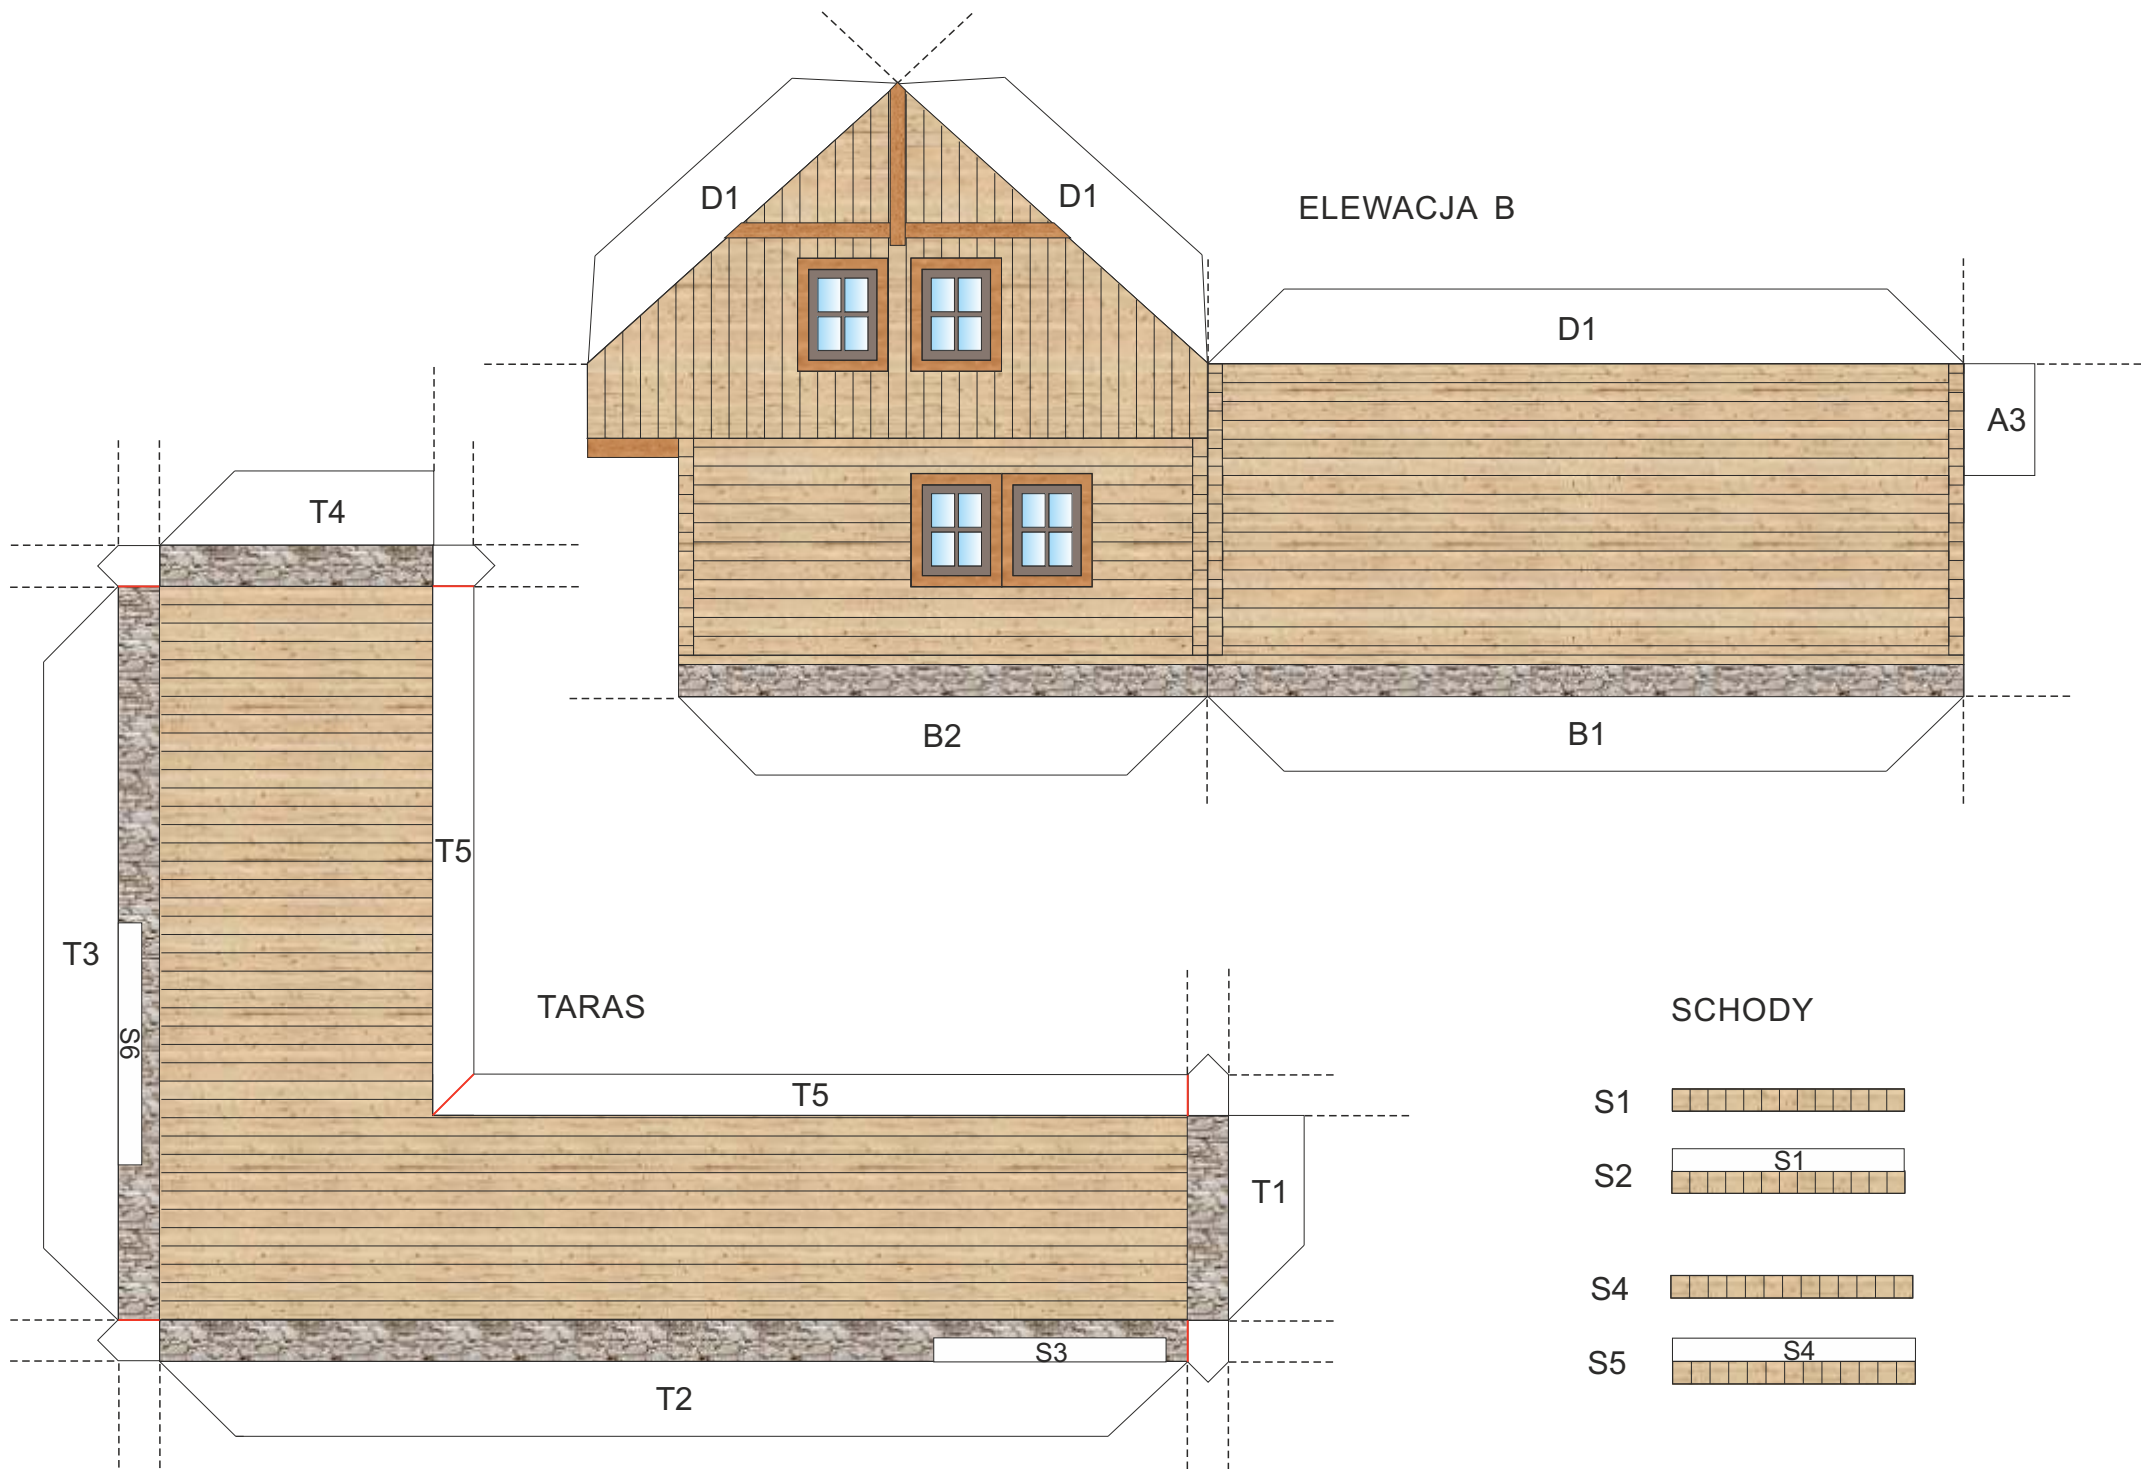 D1
D1
ELEWACJA B
D1
A3
T4
B2
B1
T5
T3
TARAS
S6
SCHODY
T5
S1
S1
S2
T1
S4
S3
S4
S5
T2